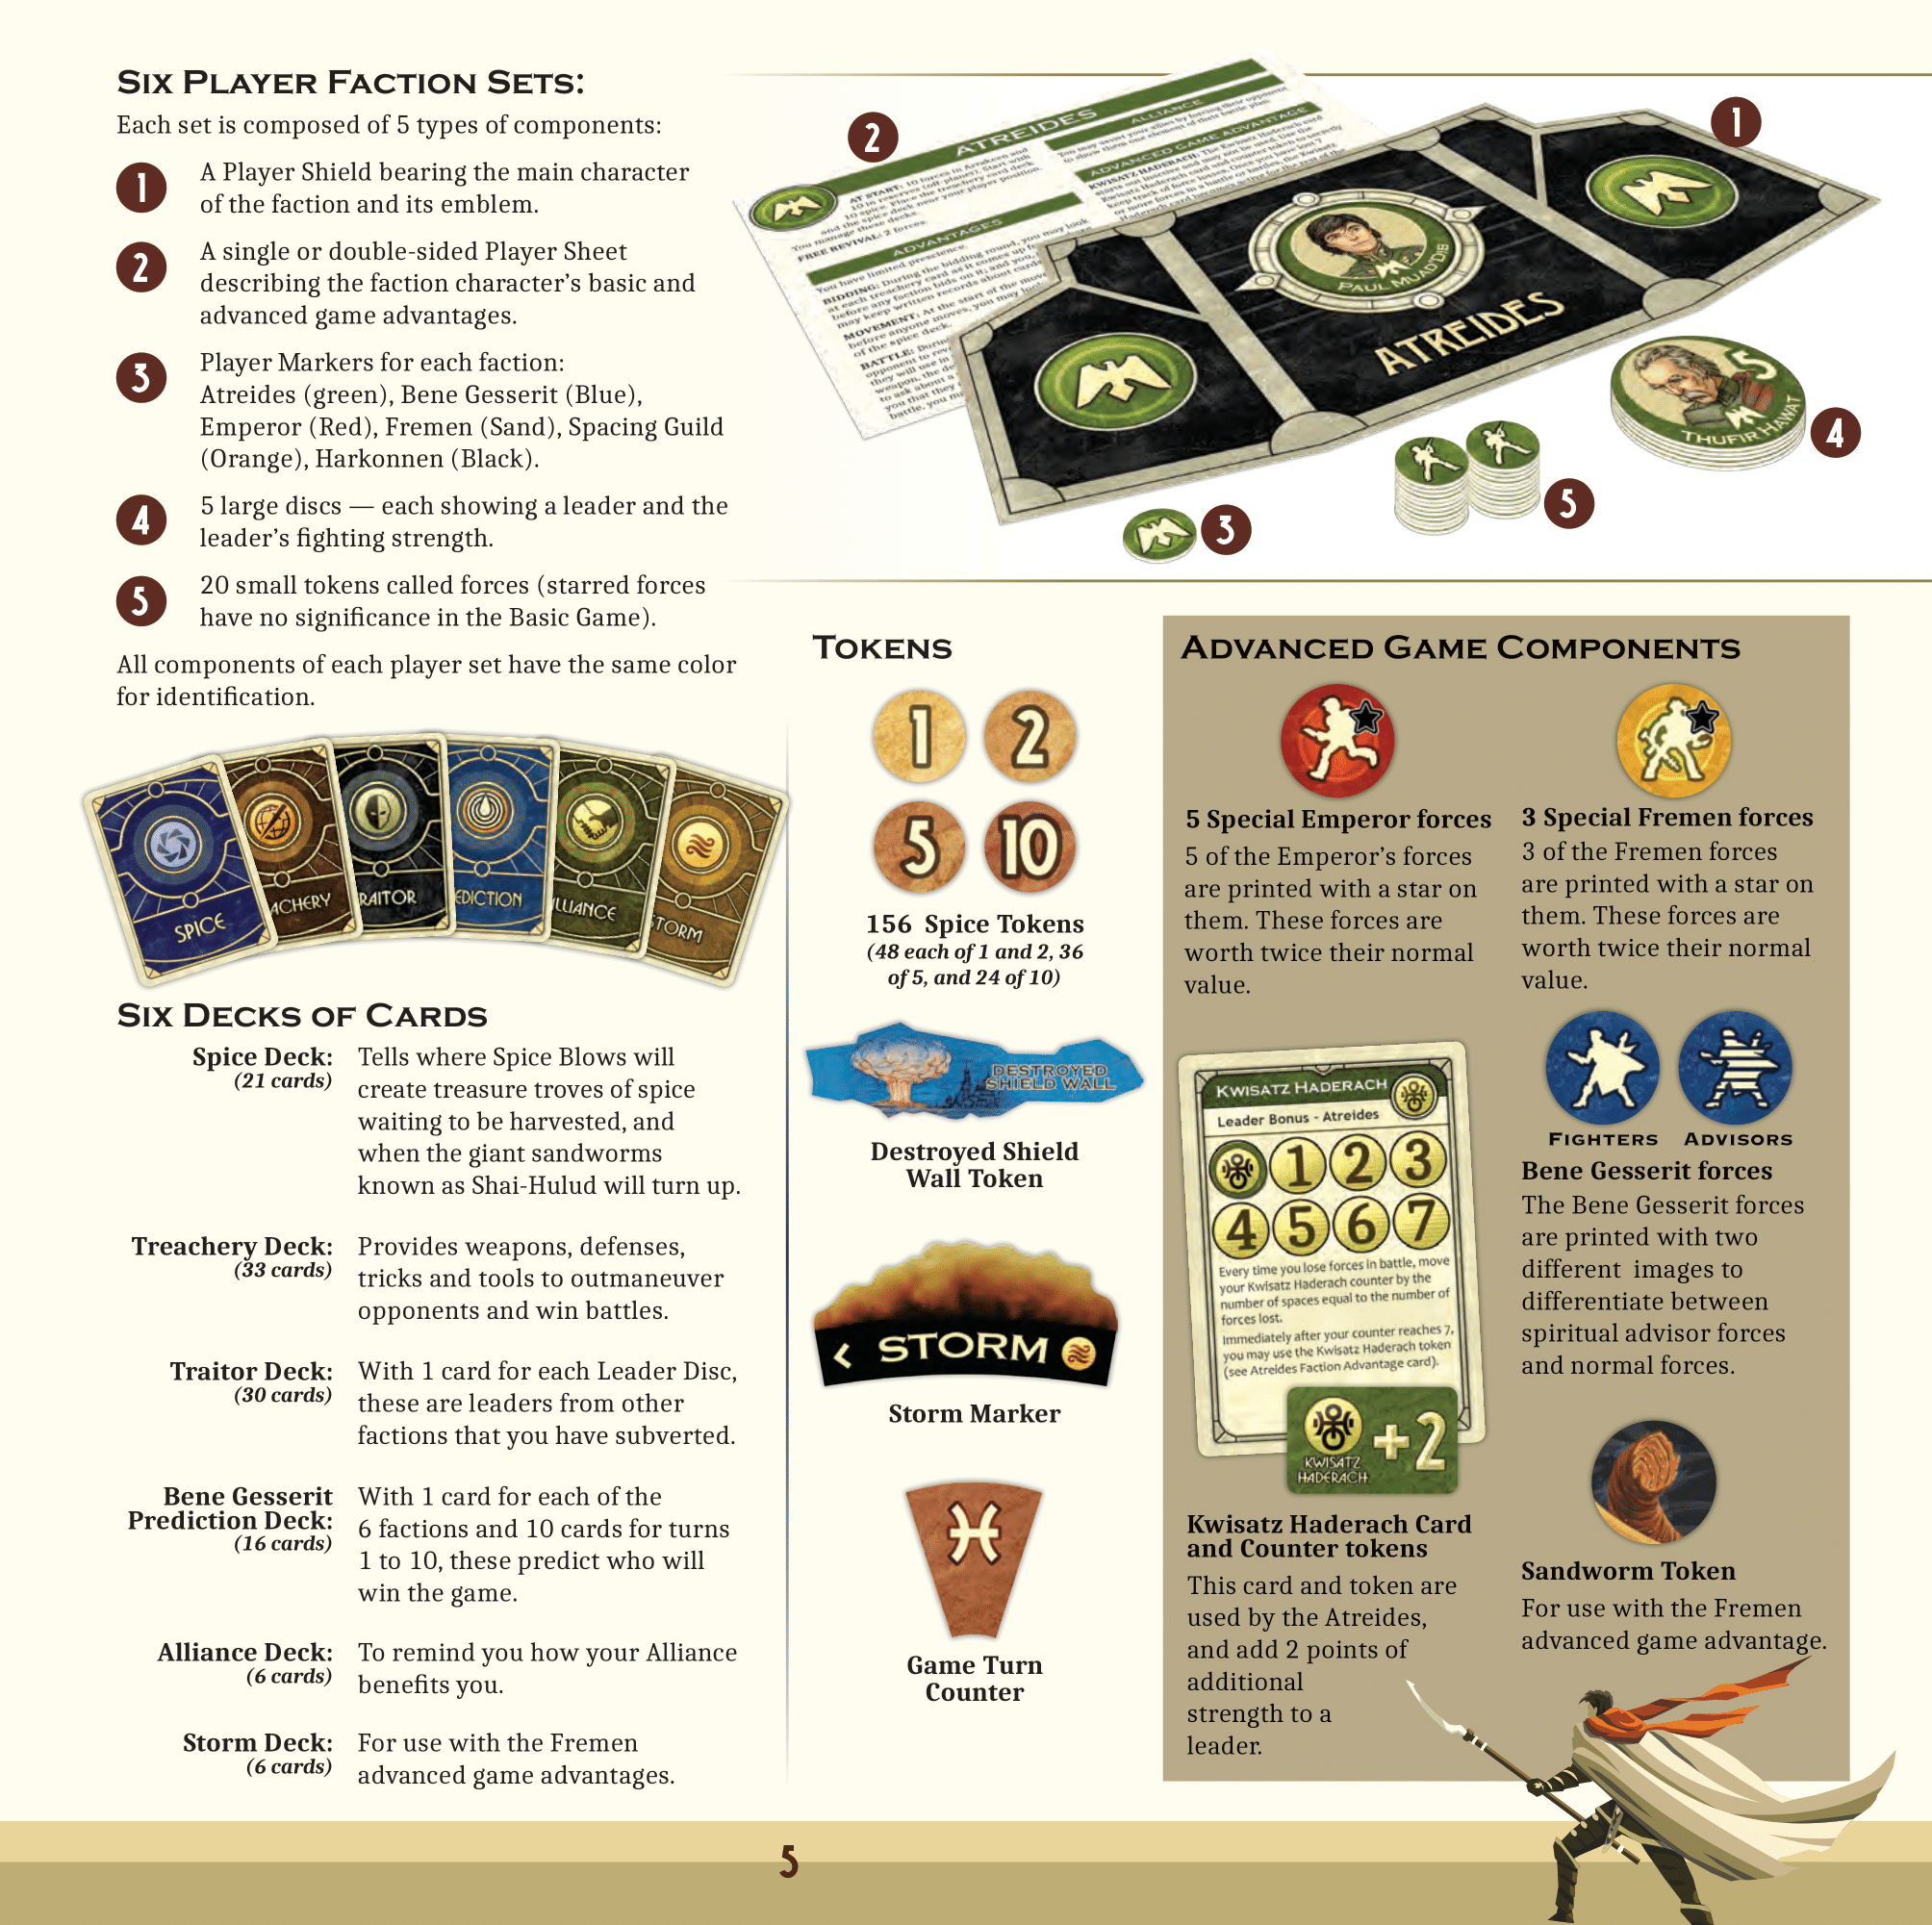 SIX PLAYER FACTION SETS:
Each set is composed of 5 types of components:
1
A Player Shield bearing the main character
of the faction and its emblem.
2
A single or double-sided Player Sheet
describing the faction character’s basic and
advanced game advantages.
3
Player Markers for each faction:
Atreides (green), Bene Gesserit (Blue),
Emperor (Red), Fremen (Sand), Spacing Guild
(Orange), Harkonnen (Black).
4
5 large discs — each showing a leader and the
leader’s fighting strength.
5
20 small tokens called forces (starred forces
have no significance in the Basic Game).
All components of each player set have the same color
for identification.
2
ATREIDES
FREE REVIVAL: 2 forces.
ADVANTAGES
You have limited prescience.
ALLIANCE
ADVANCED GAME ADVANTAGE
1
PAUL MUAD'DIB
ATREIDES
5
THUFIR HAWAT
4
5
3
SPICE
ACHERY
RAITOR
EDICTION
LLIANCE
TORM
SIX DECKS OF CARDS
Spice Deck:
(21 cards)
Tells where Spice Blows will
create treasure troves of spice
waiting to be harvested, and
when the giant sandworms
known as Shai-Hulud will turn up.
Treachery Deck:
(33 cards)
Provides weapons, defenses,
tricks and tools to outmaneuver
opponents and win battles.
Traitor Deck:
(30 cards)
With 1 card for each Leader Disc,
these are leaders from other
factions that you have subverted.
Bene Gesserit
Prediction Deck:
(16 cards)
With 1 card for each of the
6 factions and 10 cards for turns
1 to 10, these predict who will
win the game.
Alliance Deck:
(6 cards)
To remind you how your Alliance
benefits you.
Storm Deck:
(6 cards)
For use with the Fremen
advanced game advantages.
TOKENS
1 2
5 10
156 Spice Tokens
(48 each of 1 and 2, 36
of 5, and 24 of 10)
DESTROYED
SHIELD WALL
Destroyed Shield
Wall Token
< STORM
Storm Marker
Game Turn
Counter
ADVANCED GAME COMPONENTS
5 Special Emperor forces
5 of the Emperor’s forces
are printed with a star on
them. These forces are
worth twice their normal
value.
3 Special Fremen forces
3 of the Fremen forces
are printed with a star on
them. These forces are
worth twice their normal
value.
KWISATZ HADERACH
Leader Bonus - Atreides
1 2 3
4 5 6 7
Every time you lose forces in battle, move
your Kwisatz Haderach counter by the
number of spaces equal to the number of
forces lost.
Immediately after your counter reaches 7,
you may use the Kwisatz Haderach token
(see Atreides Faction Advantage card).
KWISATZ
HADERACH
+2
Kwisatz Haderach Card
and Counter tokens
This card and token are
used by the Atreides,
and add 2 points of
additional
strength to a
leader.
FIGHTERS ADVISORS
Bene Gesserit forces
The Bene Gesserit forces
are printed with two
different images to
differentiate between
spiritual advisor forces
and normal forces.
Sandworm Token
For use with the Fremen
advanced game advantage.
5